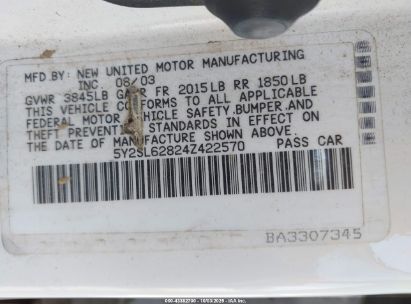 MFD BY: NEW UNITED MOTOR MANUFACTURING
INC 08/03
GVWR 3845LB GAWR FR 2015LB RR 1850LB
THIS VEHICLE CONFORMS TO ALL APPLICABLE
FEDERAL MOTOR VEHICLE SAFETY, BUMPER, AND
THEFT PREVENTION STANDARDS IN EFFECT ON
THE DATE OF MANUFACTURE SHOWN ABOVE.
5Y2SL62824Z422570 PASS CAR
BA3307345